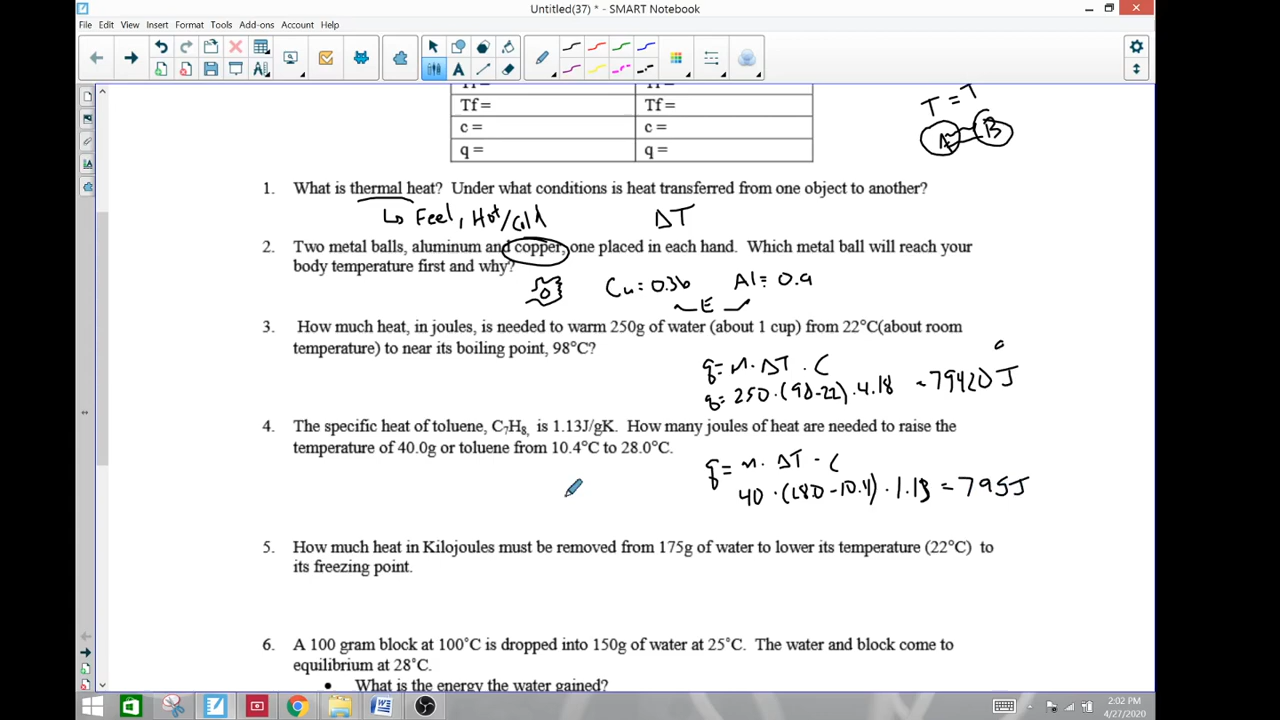 Untitled(37) * - SMART Notebook
File Edit View Insert Format Tools Add-ons Account Help
Tf = Tf =
c = c =
q = q =
T = T
A B
1. What is thermal heat? Under what conditions is heat transferred from one object to another?
↳ Feel, Hot/Cold ΔT
2. Two metal balls, aluminum and copper, one placed in each hand. Which metal ball will reach your
body temperature first and why?
Cu = 0.36 Al = 0.9
E
3. How much heat, in joules, is needed to warm 250g of water (about 1 cup) from 22°C(about room
temperature) to near its boiling point, 98°C?
q = m · ΔT · C
q = 250 · (98-22) · 4.18 = 79420 J
4. The specific heat of toluene, C₇H₈, is 1.13J/gK. How many joules of heat are needed to raise the
temperature of 40.0g or toluene from 10.4°C to 28.0°C.
q = m · ΔT · C
40 · (28.0 - 10.4) · 1.13 = 795J
5. How much heat in Kilojoules must be removed from 175g of water to lower its temperature (22°C) to
its freezing point.
6. A 100 gram block at 100°C is dropped into 150g of water at 25°C. The water and block come to
equilibrium at 28°C.
• What is the energy the water gained?
2:02 PM
4/27/2020